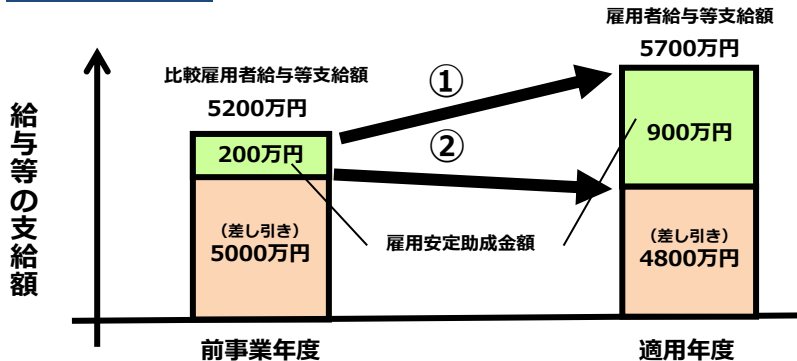 雇用者給与等支給額
5700万円
比較雇用者給与等支給額
5200万円
①
②
給与等の支給額
200万円
900万円
(差し引き)
5000万円
雇用安定助成金額
(差し引き)
4800万円
前事業年度
適用年度